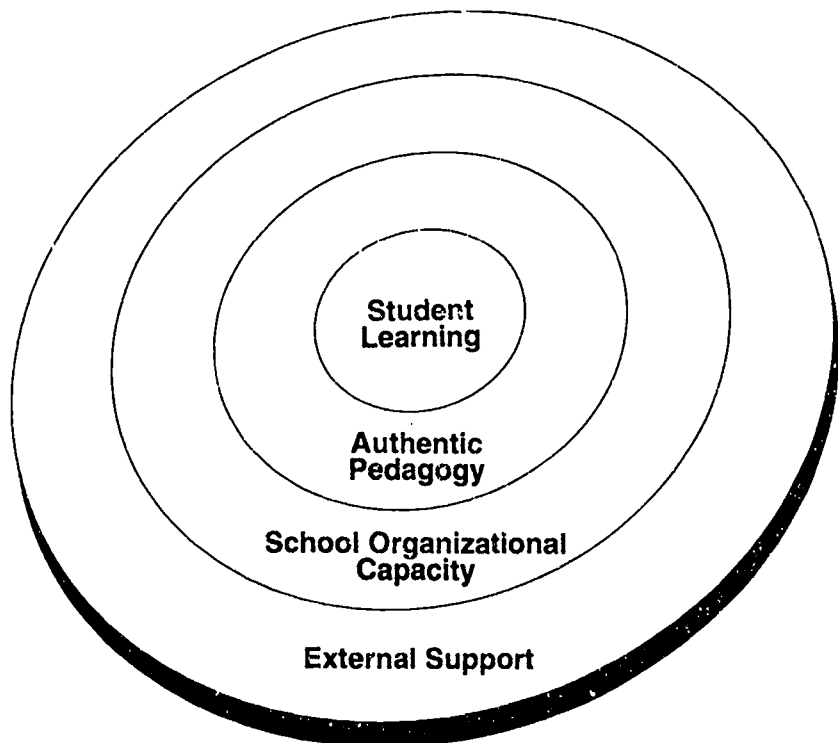 Student
Learning
Authentic
Pedagogy
School Organizational
Capacity
External Support